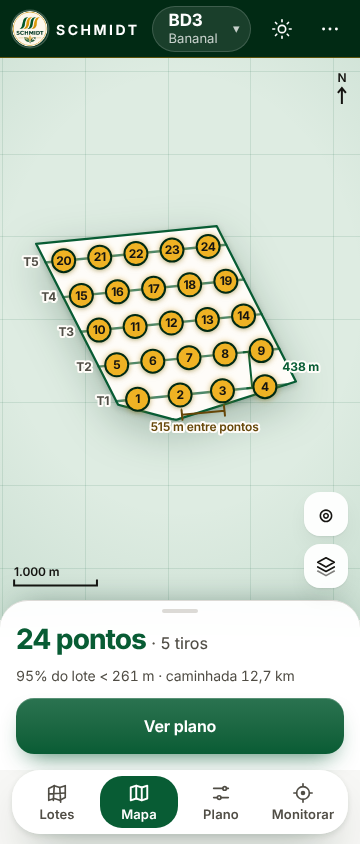 SCHMIDT
SCHMIDT
BD3
Bananal
N
T5 20 21 22 23 24
T4 15 16 17 18 19
T3 10 11 12 13 14
T2 5 6 7 8 9
438 m
T1 1 2 3 4
515 m entre pontos
1.000 m
24 pontos · 5 tiros
95% do lote < 261 m · caminhada 12,7 km
Ver plano
Lotes Mapa Plano Monitorar